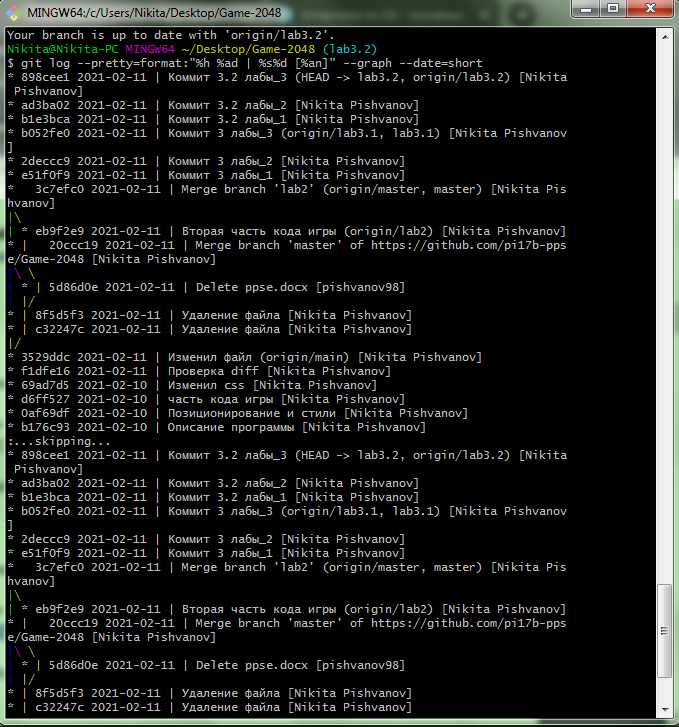 MINGW64:/c/Users/Nikita/Desktop/Game-2048
Your branch is up to date with 'origin/lab3.2'.
Nikita@Nikita-PC MINGW64 ~/Desktop/Game-2048 (lab3.2)
$ git log --pretty=format:"%h %ad | %s%d [%an]" --graph --date=short
* 898cee1 2021-02-11 | Коммит 3.2 лабы_3 (HEAD -> lab3.2, origin/lab3.2) [Nikita
 Pishvanov]
* ad3ba02 2021-02-11 | Коммит 3.2 лабы_2 [Nikita Pishvanov]
* b1e3bca 2021-02-11 | Коммит 3.2 лабы_1 [Nikita Pishvanov]
* b052fe0 2021-02-11 | Коммит 3 лабы_3 (origin/lab3.1, lab3.1) [Nikita Pishvanov
]
* 2deccc9 2021-02-11 | Коммит 3 лабы_2 [Nikita Pishvanov]
* e51f0f9 2021-02-11 | Коммит 3 лабы_1 [Nikita Pishvanov]
*   3c7efc0 2021-02-11 | Merge branch 'lab2' (origin/master, master) [Nikita Pis
hvanov]
|\
| * eb9f2e9 2021-02-11 | Вторая часть кода игры (origin/lab2) [Nikita Pishvanov]
* |   20ccc19 2021-02-11 | Merge branch 'master' of https://github.com/pi17b-pps
e/Game-2048 [Nikita Pishvanov]
|\ \
| * | 5d86d0e 2021-02-11 | Delete ppse.docx [pishvanov98]
| |/
* | 8f5d5f3 2021-02-11 | Удаление файла [Nikita Pishvanov]
* | c32247c 2021-02-11 | Удаление файла [Nikita Pishvanov]
|/
* 3529ddc 2021-02-11 | Изменил файл (origin/main) [Nikita Pishvanov]
* f1dfe16 2021-02-11 | Проверка diff [Nikita Pishvanov]
* 69ad7d5 2021-02-10 | Изменил css [Nikita Pishvanov]
* d6ff527 2021-02-10 | часть кода игры [Nikita Pishvanov]
* 0af69df 2021-02-10 | Позиционирование и стили [Nikita Pishvanov]
* b176c93 2021-02-10 | Описание программы [Nikita Pishvanov]
:...skipping...
* 898cee1 2021-02-11 | Коммит 3.2 лабы_3 (HEAD -> lab3.2, origin/lab3.2) [Nikita
 Pishvanov]
* ad3ba02 2021-02-11 | Коммит 3.2 лабы_2 [Nikita Pishvanov]
* b1e3bca 2021-02-11 | Коммит 3.2 лабы_1 [Nikita Pishvanov]
* b052fe0 2021-02-11 | Коммит 3 лабы_3 (origin/lab3.1, lab3.1) [Nikita Pishvanov
]
* 2deccc9 2021-02-11 | Коммит 3 лабы_2 [Nikita Pishvanov]
* e51f0f9 2021-02-11 | Коммит 3 лабы_1 [Nikita Pishvanov]
*   3c7efc0 2021-02-11 | Merge branch 'lab2' (origin/master, master) [Nikita Pis
hvanov]
|\
| * eb9f2e9 2021-02-11 | Вторая часть кода игры (origin/lab2) [Nikita Pishvanov]
* |   20ccc19 2021-02-11 | Merge branch 'master' of https://github.com/pi17b-pps
e/Game-2048 [Nikita Pishvanov]
|\ \
| * | 5d86d0e 2021-02-11 | Delete ppse.docx [pishvanov98]
| |/
* | 8f5d5f3 2021-02-11 | Удаление файла [Nikita Pishvanov]
* | c32247c 2021-02-11 | Удаление файла [Nikita Pishvanov]